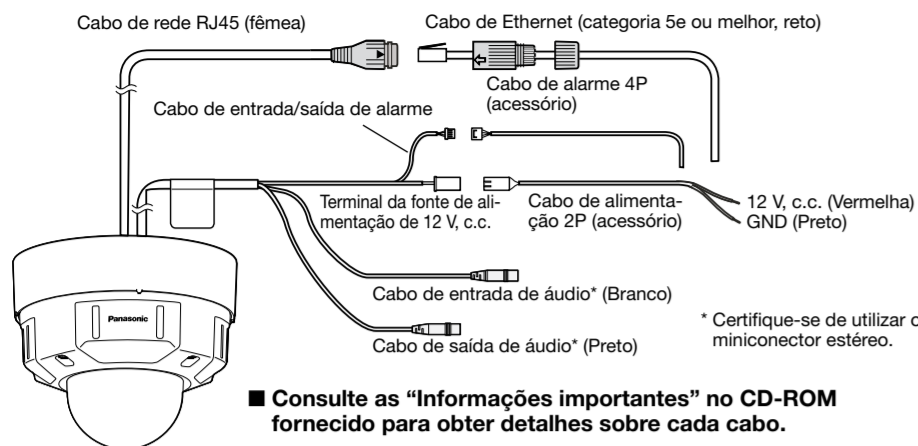 Cabo de rede RJ45 (fêmea)
Cabo de Ethernet (categoria 5e ou melhor, reto)
Cabo de alarme 4P
(acessório)
Cabo de entrada/saída de alarme
Terminal da fonte de ali-
mentação de 12 V, c.c.
Cabo de alimenta-
ção 2P (acessório)
12 V, c.c. (Vermelha)
GND (Preto)
Cabo de entrada de áudio* (Branco)
Cabo de saída de áudio* (Preto)
* Certifique-se de utilizar o
miniconector estéreo.
Panasonic
■ Consulte as “Informações importantes” no CD-ROM
fornecido para obter detalhes sobre cada cabo.